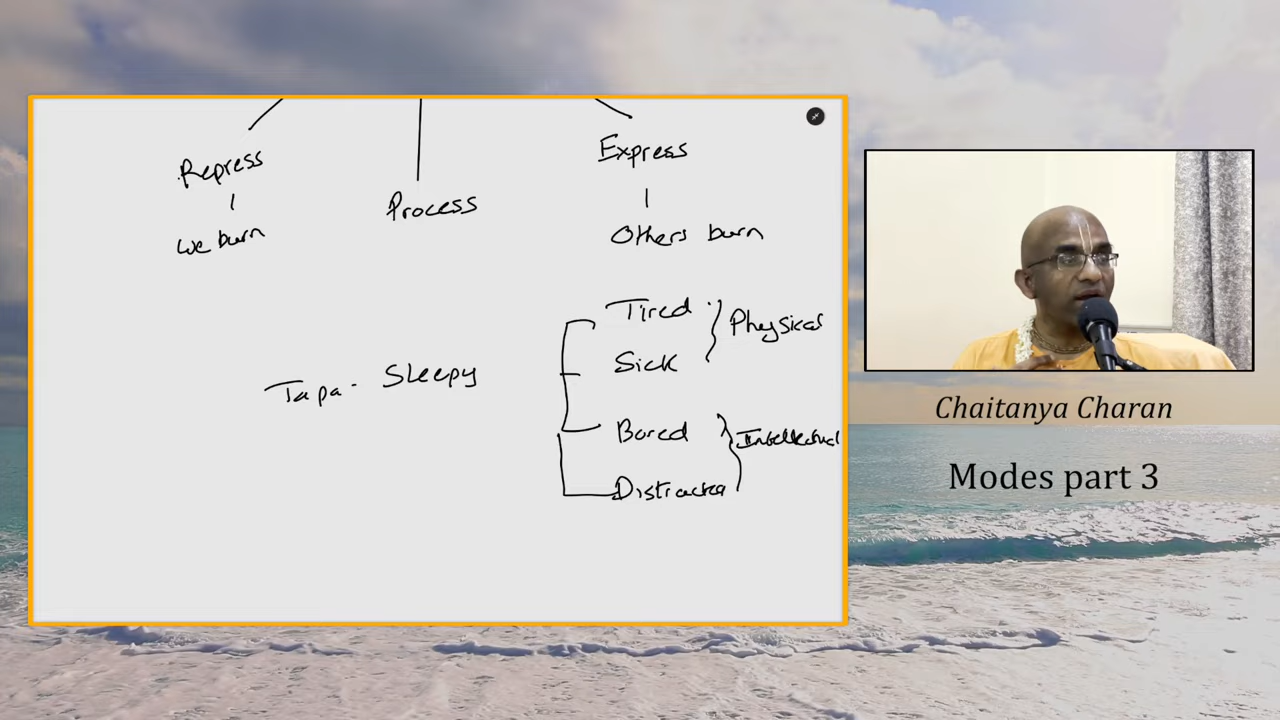 Repress
Process
Express
We burn
Others burn
Tapa - Sleepy
Tired
Sick
Physical
Bored
Distracted
Intellectual
Chaitanya Charan
Modes part 3